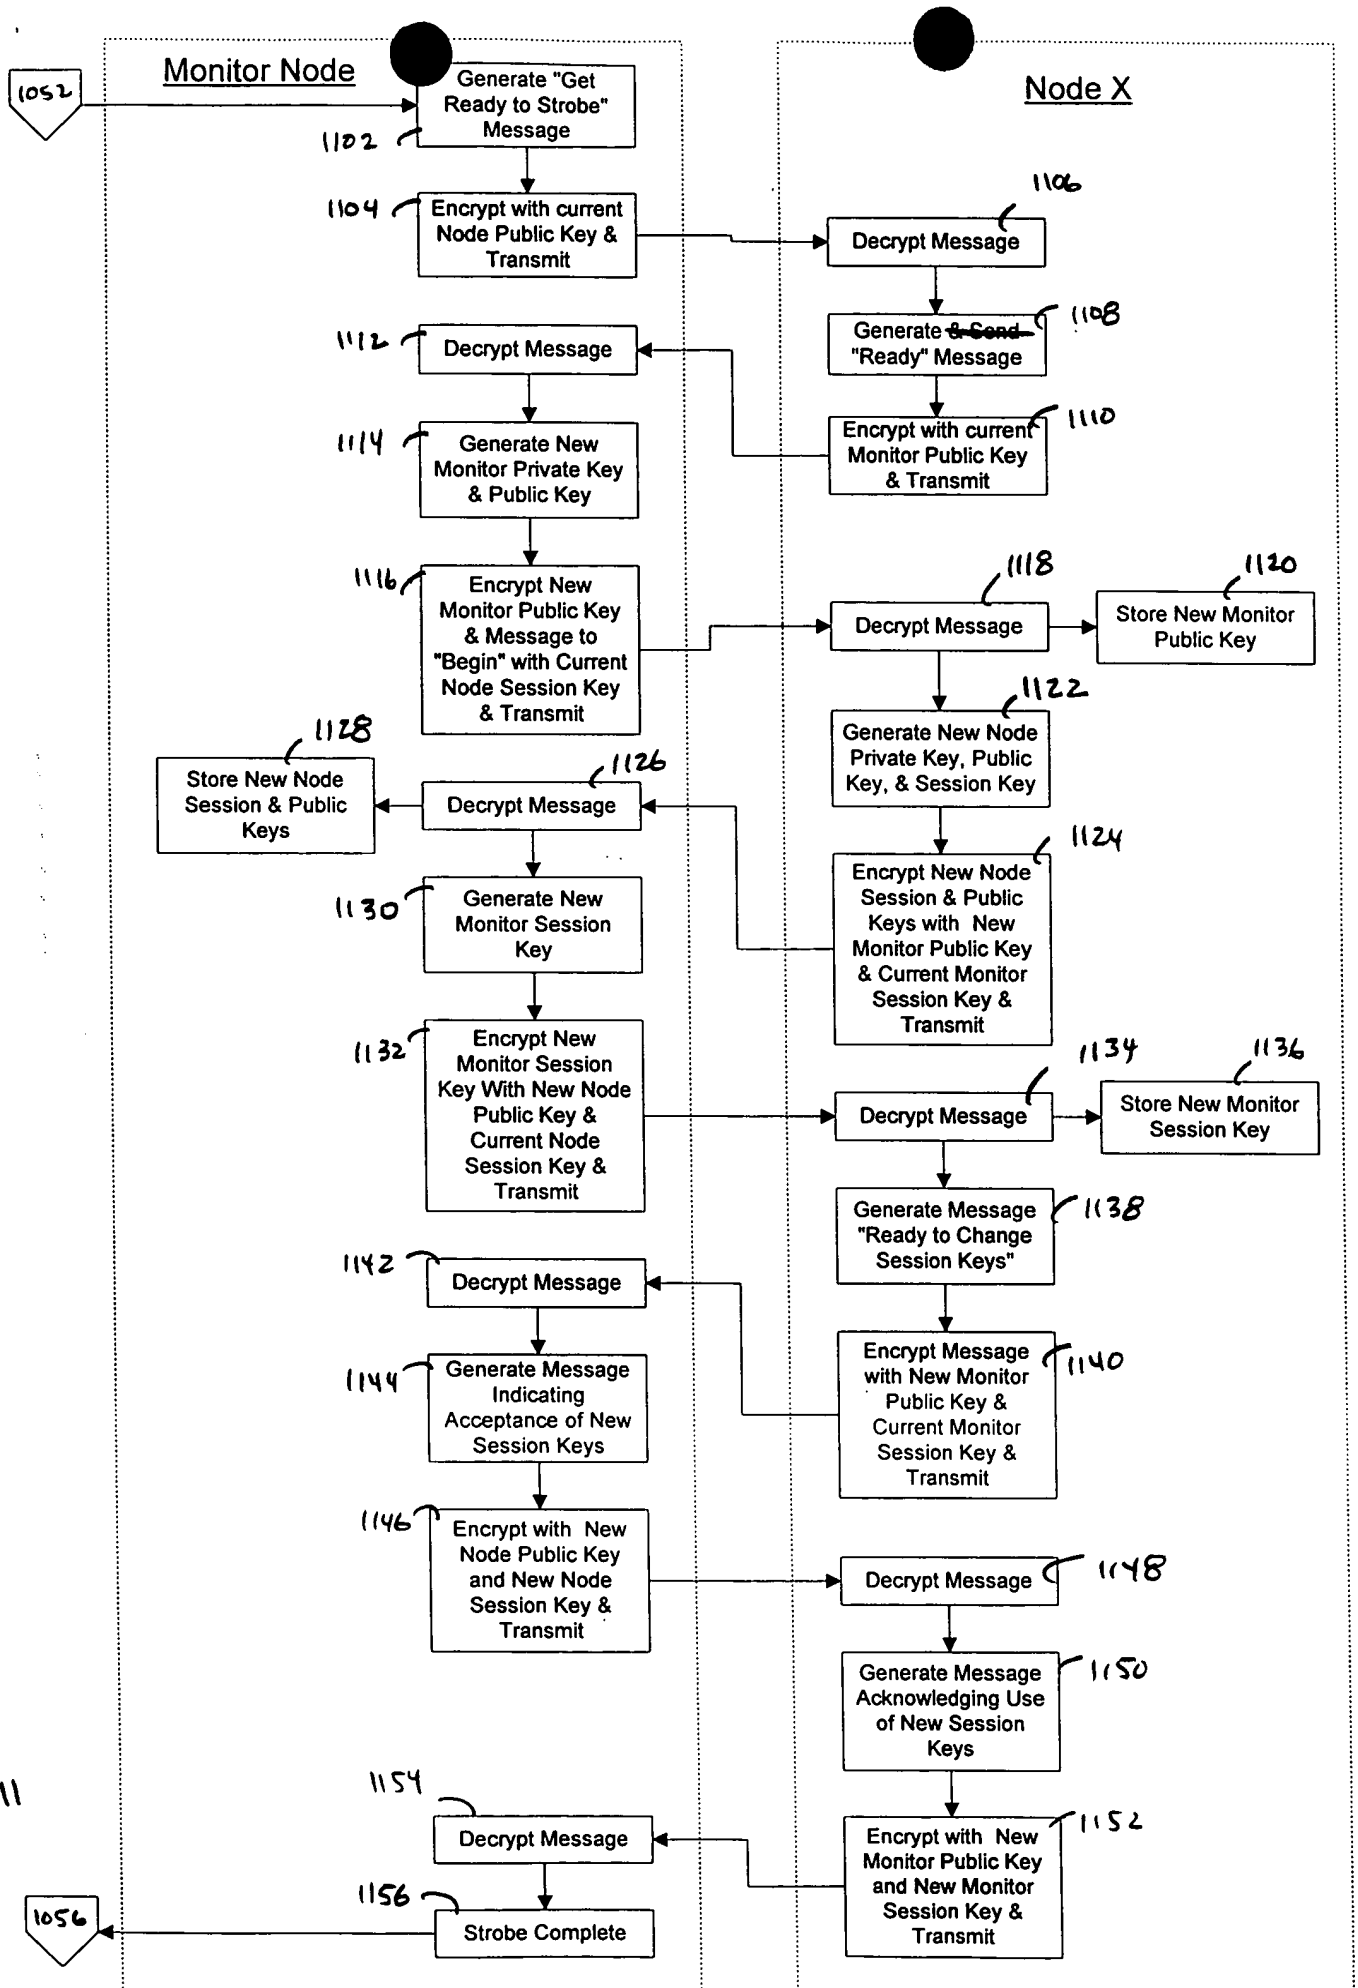 Monitor Node
Node X
1052
Generate "Get
Ready to Strobe"
Message
1102
1104
Encrypt with current
Node Public Key &
Transmit
1106
Decrypt Message
1108
Generate & Send
"Ready" Message
1110
Encrypt with current
Monitor Public Key
& Transmit
1112
Decrypt Message
1114
Generate New
Monitor Private Key
& Public Key
1116
Encrypt New
Monitor Public Key
& Message to
"Begin" with Current
Node Session Key
& Transmit
1118
Decrypt Message
1120
Store New Monitor
Public Key
1122
Generate New Node
Private Key, Public
Key, & Session Key
1124
Encrypt New Node
Session & Public
Keys with New
Monitor Public Key
& Current Monitor
Session Key &
Transmit
1126
Decrypt Message
1128
Store New Node
Session & Public
Keys
1130
Generate New
Monitor Session
Key
1132
Encrypt New
Monitor Session
Key With New Node
Public Key &
Current Node
Session Key &
Transmit
1134
Decrypt Message
1136
Store New Monitor
Session Key
1138
Generate Message
"Ready to Change
Session Keys"
1140
Encrypt Message
with New Monitor
Public Key &
Current Monitor
Session Key &
Transmit
1142
Decrypt Message
1144
Generate Message
Indicating
Acceptance of New
Session Keys
1146
Encrypt with New
Node Public Key
and New Node
Session Key &
Transmit
1148
Decrypt Message
1150
Generate Message
Acknowledging Use
of New Session
Keys
1152
Encrypt with New
Monitor Public Key
and New Monitor
Session Key &
Transmit
11
1154
Decrypt Message
1156
Strobe Complete
1056